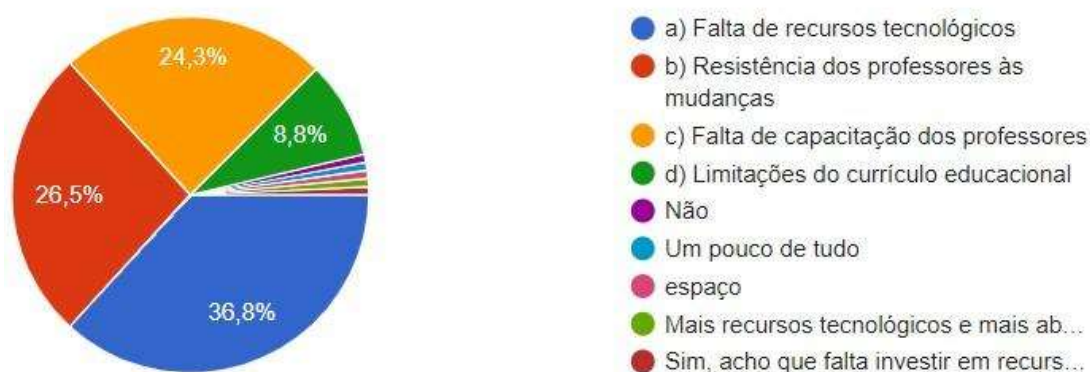 24,3%
8,8%
26,5%
36,8%
a) Falta de recursos tecnológicos
b) Resistência dos professores às
mudanças
c) Falta de capacitação dos professores
d) Limitações do currículo educacional
Não
Um pouco de tudo
espaço
Mais recursos tecnológicos e mais ab...
Sim, acho que falta investir em recurs...